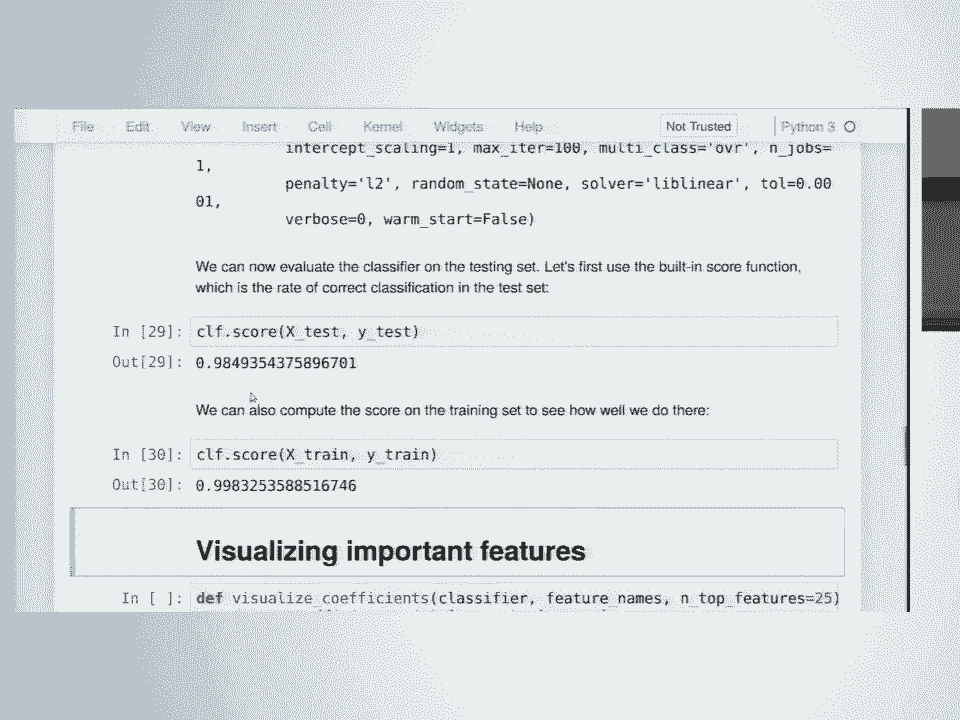 File Edit View Insert Cell Kernel Widgets Help Not Trusted Python 3
intercept_scaling=1, max_iter=100, multi_class='ovr', n_jobs=
1,
penalty='l2', random_state=None, solver='liblinear', tol=0.00
01,
verbose=0, warm_start=False)
We can now evaluate the classifier on the testing set. Let's first use the built-in score function,
which is the rate of correct classification in the test set:
In [29]: clf.score(X_test, y_test)
Out[29]: 0.9849354375896701
We can also compute the score on the training set to see how well we do there:
In [30]: clf.score(X_train, y_train)
Out[30]: 0.9983253588516746
Visualizing important features
In [ ]: def visualize_coefficients(classifier, feature_names, n_top_features=25)